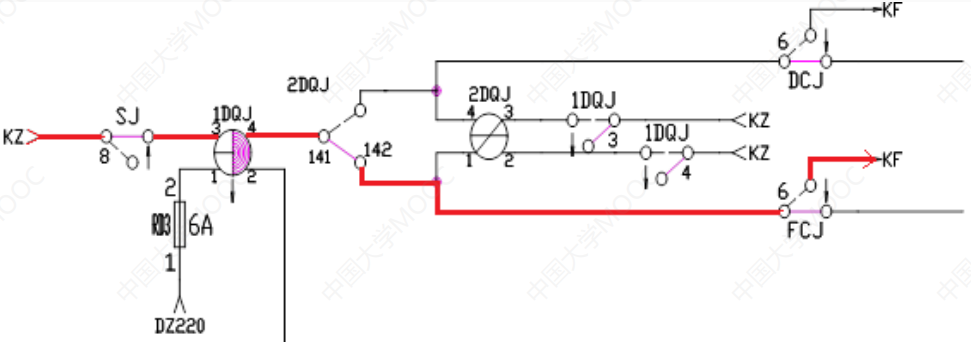 KF
6
DCJ
2DQJ
2DQJ
4 3
1 2
1DQJ
3
KZ
1DQJ
4
KZ
SJ
KZ
8
1DQJ
3 4
1 2
141
142
KF
6
FCJ
2
RD3 6A
1
DZ220
中国大学MOOC